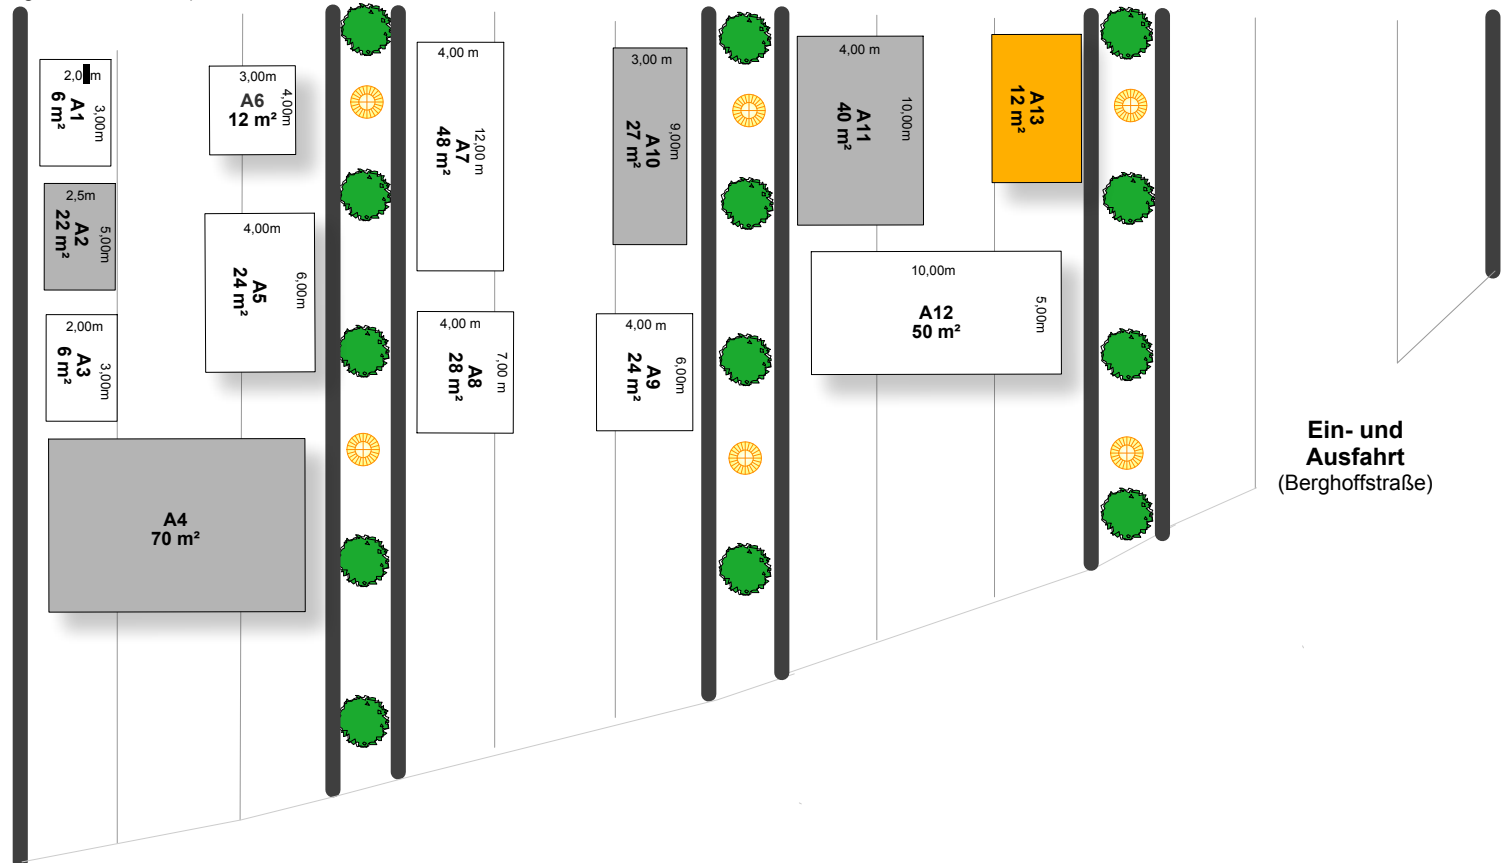 2,0 m
3,00m
A1
6 m²
2,5m
5,00m
A2
22 m²
2,00m
3,00m
A3
6 m²
A4
70 m²
3,00m
4,00m
A6
12 m²
4,00m
6,00m
A5
24 m²
4,00 m
12,00 m
A7
48 m²
4,00 m
7,00 m
A8
28 m²
3,00 m
9,00m
A10
27 m²
4,00 m
6,00m
A9
24 m²
4,00 m
10,00m
A11
40 m²
10,00m
5,00m
A12
50 m²
A13
12 m²
Ein- und
Ausfahrt
(Berghoffstraße)